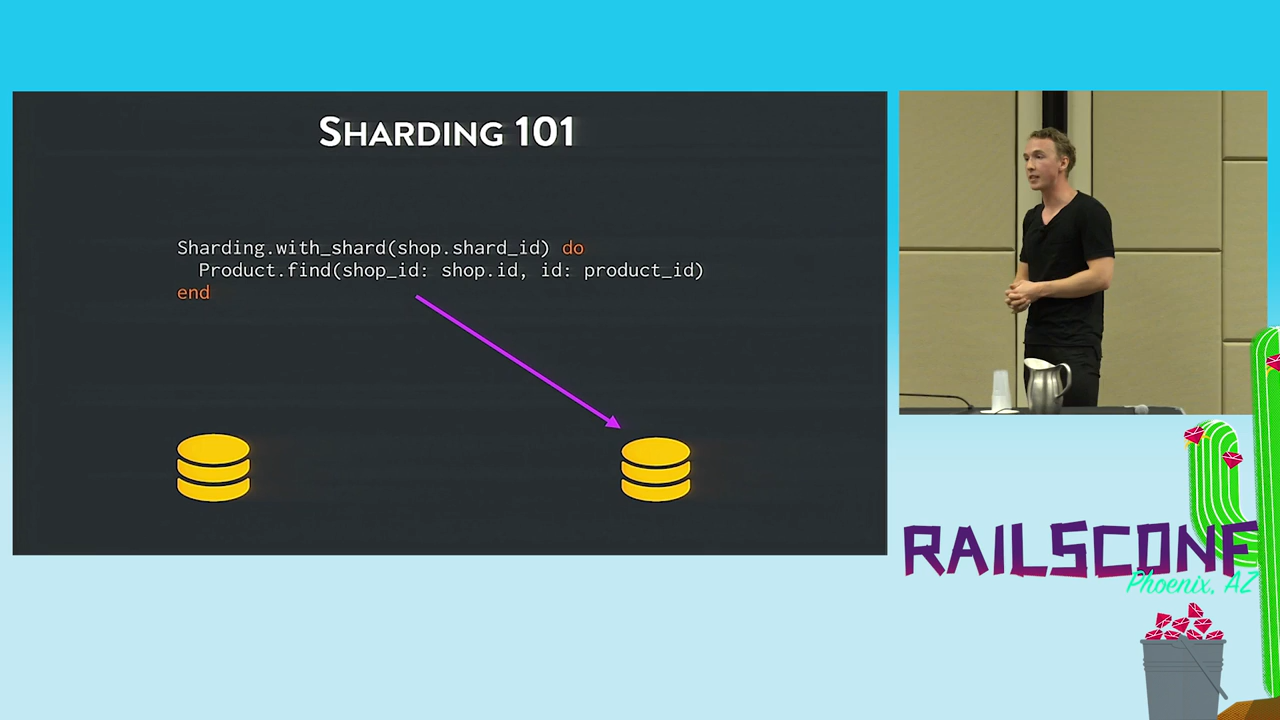 SHARDING 101
Sharding.with_shard(shop.shard_id) do
  Product.find(shop_id: shop.id, id: product_id)
end
RAILSCONF
Phoenix, AZ